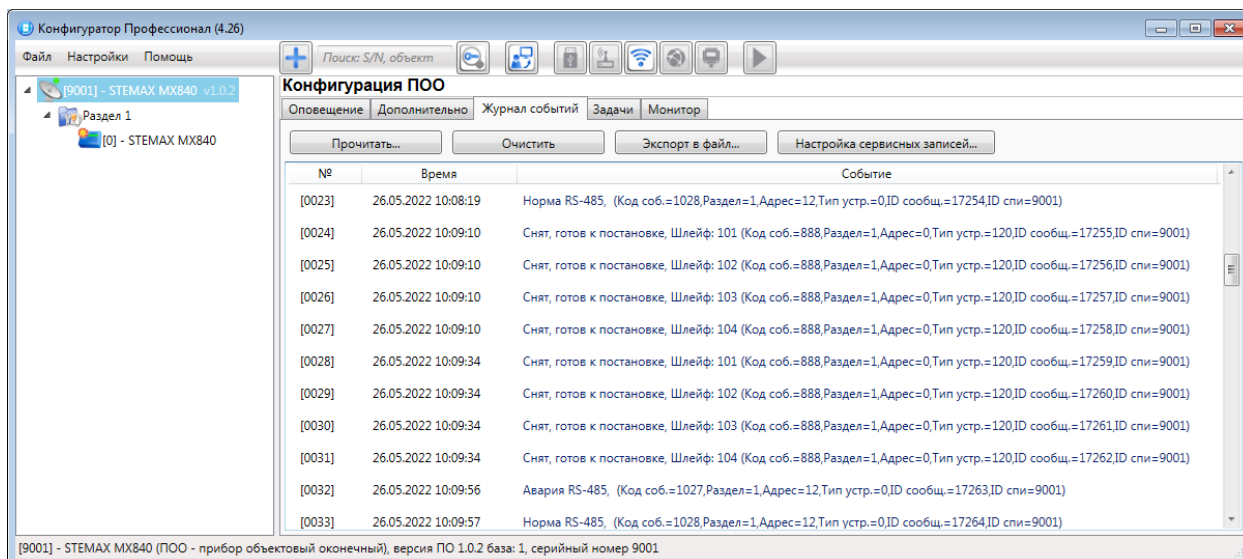 Конфигуратор Профессионал (4.26)
Файл Настройки Помощь Поиск: S/N, объект
[9001] - STEMAX MX840 v1.0.2
Раздел 1
[0] - STEMAX MX840
Конфигурация ПОО
Оповещение Дополнительно Журнал событий Задачи Монитор
Прочитать... Очистить Экспорт в файл... Настройка сервисных записей...
№ Время Событие
[0023] 26.05.2022 10:08:19 Норма RS-485, (Код соб.=1028,Раздел=1,Адрес=12,Тип устр.=0,ID сообщ.=17254,ID спи=9001)
[0024] 26.05.2022 10:09:10 Снят, готов к постановке, Шлейф: 101 (Код соб.=888,Раздел=1,Адрес=0,Тип устр.=120,ID сообщ.=17255,ID спи=9001)
[0025] 26.05.2022 10:09:10 Снят, готов к постановке, Шлейф: 102 (Код соб.=888,Раздел=1,Адрес=0,Тип устр.=120,ID сообщ.=17256,ID спи=9001)
[0026] 26.05.2022 10:09:10 Снят, готов к постановке, Шлейф: 103 (Код соб.=888,Раздел=1,Адрес=0,Тип устр.=120,ID сообщ.=17257,ID спи=9001)
[0027] 26.05.2022 10:09:10 Снят, готов к постановке, Шлейф: 104 (Код соб.=888,Раздел=1,Адрес=0,Тип устр.=120,ID сообщ.=17258,ID спи=9001)
[0028] 26.05.2022 10:09:34 Снят, готов к постановке, Шлейф: 101 (Код соб.=888,Раздел=1,Адрес=0,Тип устр.=120,ID сообщ.=17259,ID спи=9001)
[0029] 26.05.2022 10:09:34 Снят, готов к постановке, Шлейф: 102 (Код соб.=888,Раздел=1,Адрес=0,Тип устр.=120,ID сообщ.=17260,ID спи=9001)
[0030] 26.05.2022 10:09:34 Снят, готов к постановке, Шлейф: 103 (Код соб.=888,Раздел=1,Адрес=0,Тип устр.=120,ID сообщ.=17261,ID спи=9001)
[0031] 26.05.2022 10:09:34 Снят, готов к постановке, Шлейф: 104 (Код соб.=888,Раздел=1,Адрес=0,Тип устр.=120,ID сообщ.=17262,ID спи=9001)
[0032] 26.05.2022 10:09:56 Авария RS-485, (Код соб.=1027,Раздел=1,Адрес=12,Тип устр.=0,ID сообщ.=17263,ID спи=9001)
[0033] 26.05.2022 10:09:57 Норма RS-485, (Код соб.=1028,Раздел=1,Адрес=12,Тип устр.=0,ID сообщ.=17264,ID спи=9001)
[9001] - STEMAX MX840 (ПОО - прибор объектовый оконечный), версия ПО 1.0.2 база: 1, серийный номер 9001